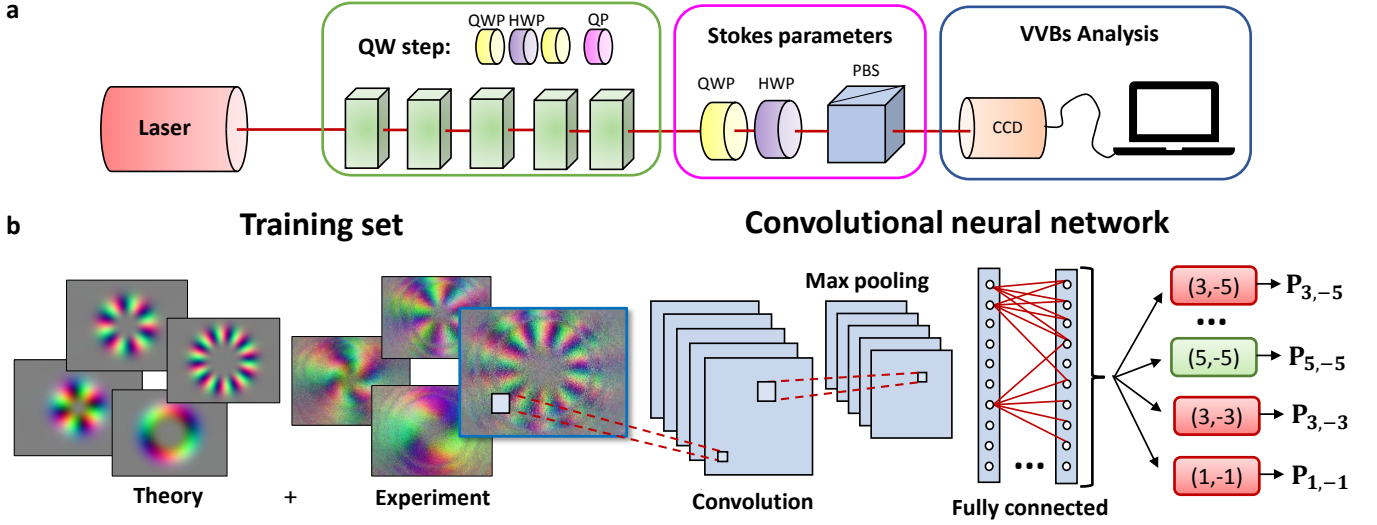 a
QW step:
QWP HWP QP
Stokes parameters
VVBs Analysis
QWP HWP PBS
Laser
CCD
b
Training set
Convolutional neural network
Max pooling
(3,-5) P3,−5
...
(5,-5) P5,−5
(3,-3) P3,−3
(1,-1) P1,−1
...
Theory + Experiment
Convolution
Fully connected